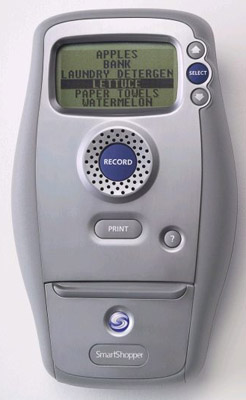 APPLES
BANK
LAUNDRY DETERGEN
LETTUCE
PAPER TOWELS
WATERMELON
SELECT
RECORD
PRINT
?
SmartShopper